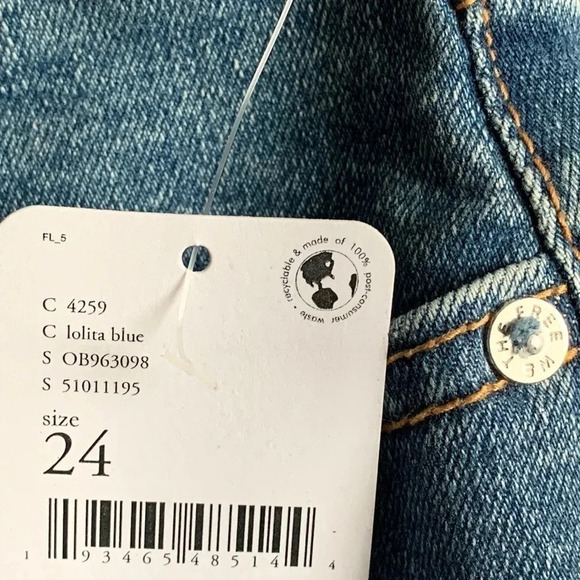 FL_5
recyclable & made of 100% post-consumer waste •
C 4259
C lolita blue
S OB963098
S 51011195
size
24
1 93465 48514 4
WE THE FREE